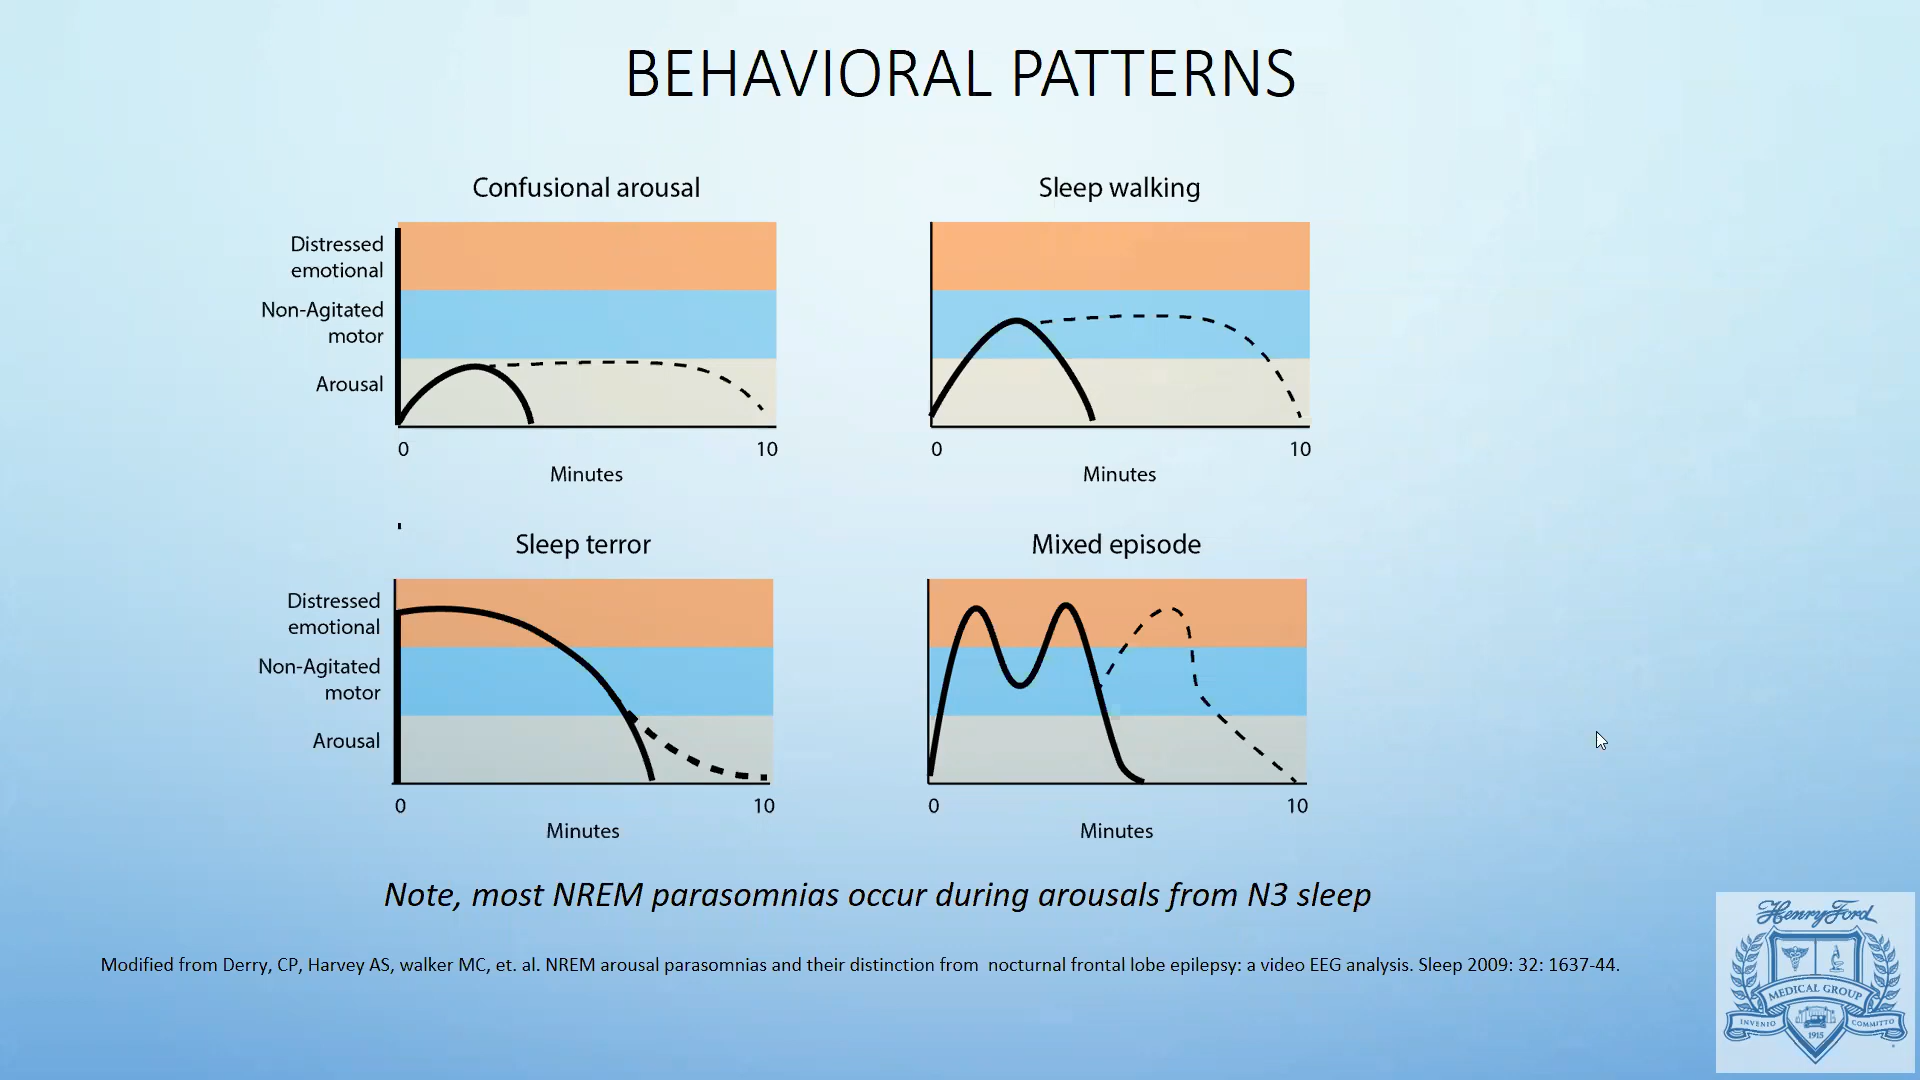 BEHAVIORAL PATTERNS
Confusional arousal
Distressed
emotional
Non-Agitated
motor
Arousal
0
10
Minutes
Sleep walking
0
10
Minutes
Sleep terror
Distressed
emotional
Non-Agitated
motor
Arousal
0
10
Minutes
Mixed episode
0
10
Minutes
Note, most NREM parasomnias occur during arousals from N3 sleep
Modified from Derry, CP, Harvey AS, walker MC, et. al. NREM arousal parasomnias and their distinction from  nocturnal frontal lobe epilepsy: a video EEG analysis. Sleep 2009: 32: 1637-44.
Henry Ford
MEDICAL GROUP
INVENIO
COMMITTO
1915